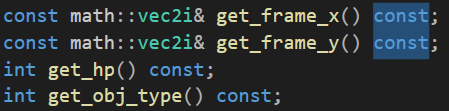 const math::vec2i& get_frame_x() const;
const math::vec2i& get_frame_y() const;
int get_hp() const;
int get_obj_type() const;